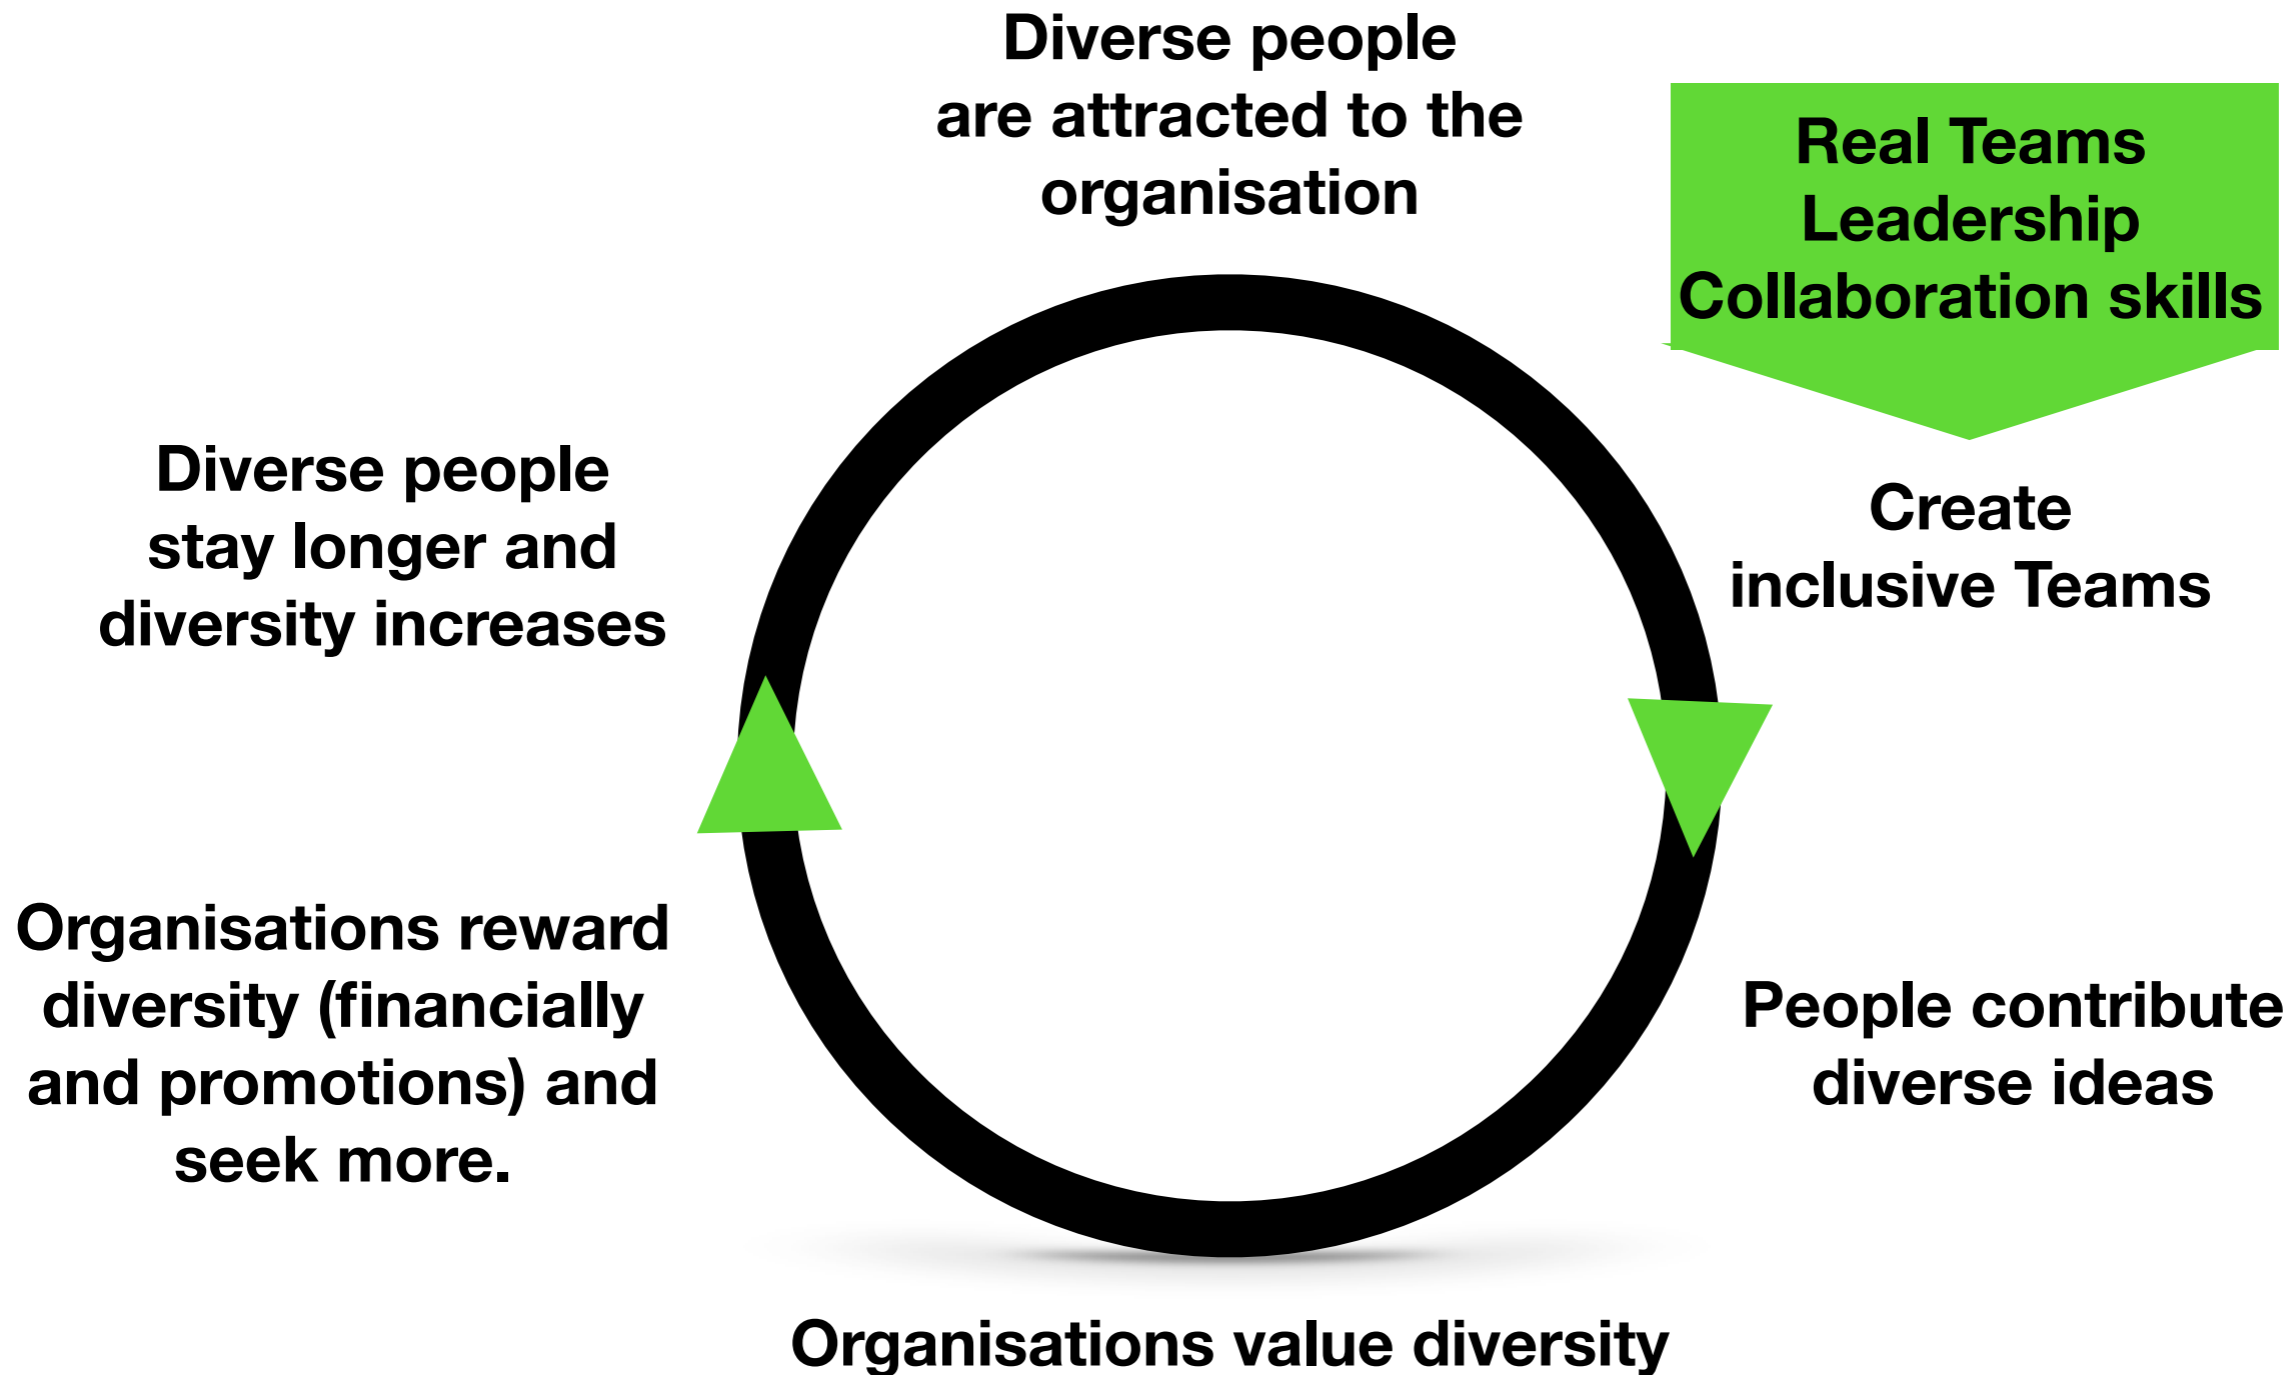 Diverse people
are attracted to the
organisation
Real Teams
Leadership
Collaboration skills
Create
inclusive Teams
People contribute
diverse ideas
Organisations value diversity
Organisations reward
diversity (financially
and promotions) and
seek more.
Diverse people
stay longer and
diversity increases